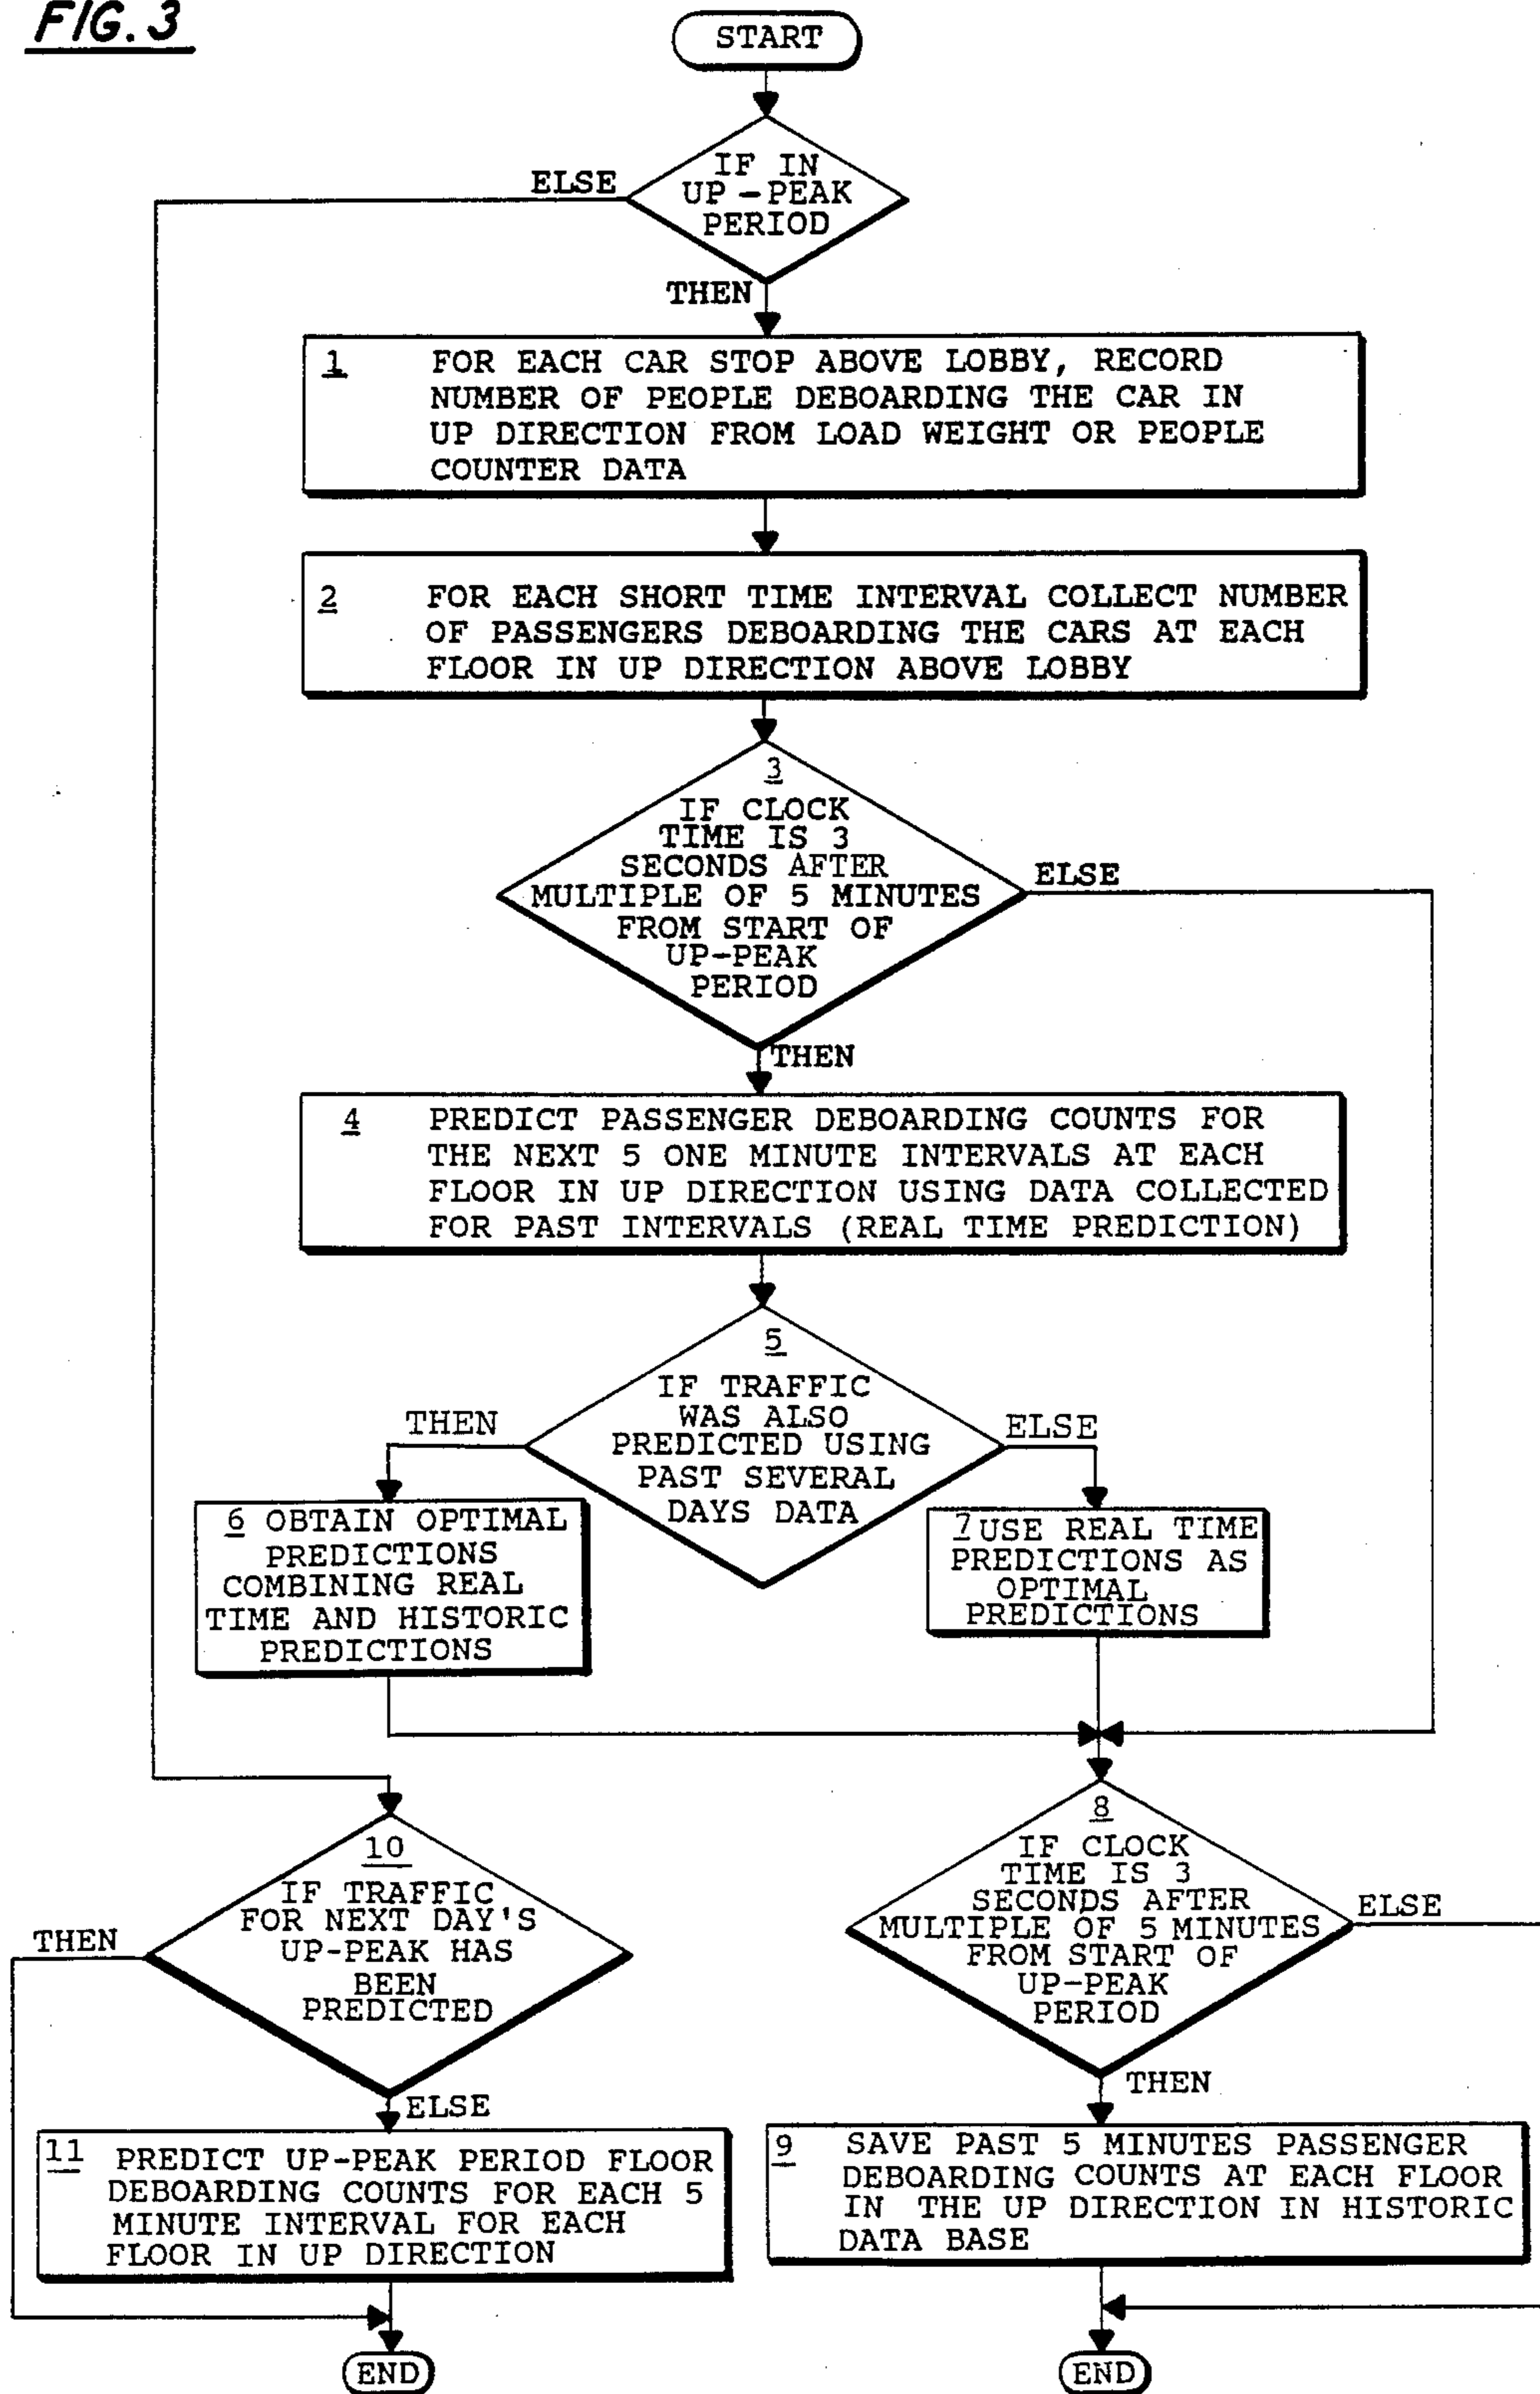 FIG. 3
START
IF IN
UP-PEAK
PERIOD
ELSE
THEN
1 FOR EACH CAR STOP ABOVE LOBBY, RECORD
NUMBER OF PEOPLE DEBOARDING THE CAR IN
UP DIRECTION FROM LOAD WEIGHT OR PEOPLE
COUNTER DATA
2 FOR EACH SHORT TIME INTERVAL COLLECT NUMBER
OF PASSENGERS DEBOARDING THE CARS AT EACH
FLOOR IN UP DIRECTION ABOVE LOBBY
3
IF CLOCK
TIME IS 3
SECONDS AFTER
MULTIPLE OF 5 MINUTES
FROM START OF
UP-PEAK
PERIOD
ELSE
THEN
4 PREDICT PASSENGER DEBOARDING COUNTS FOR
THE NEXT 5 ONE MINUTE INTERVALS AT EACH
FLOOR IN UP DIRECTION USING DATA COLLECTED
FOR PAST INTERVALS (REAL TIME PREDICTION)
5
IF TRAFFIC
WAS ALSO
PREDICTED USING
PAST SEVERAL
DAYS DATA
THEN
ELSE
6 OBTAIN OPTIMAL
PREDICTIONS
COMBINING REAL
TIME AND HISTORIC
PREDICTIONS
7 USE REAL TIME
PREDICTIONS AS
OPTIMAL
PREDICTIONS
8
IF CLOCK
TIME IS 3
SECONDS AFTER
MULTIPLE OF 5 MINUTES
FROM START OF
UP-PEAK
PERIOD
ELSE
THEN
10
IF TRAFFIC
FOR NEXT DAY'S
UP-PEAK HAS
BEEN
PREDICTED
THEN
ELSE
11 PREDICT UP-PEAK PERIOD FLOOR
DEBOARDING COUNTS FOR EACH 5
MINUTE INTERVAL FOR EACH
FLOOR IN UP DIRECTION
9 SAVE PAST 5 MINUTES PASSENGER
DEBOARDING COUNTS AT EACH FLOOR
IN THE UP DIRECTION IN HISTORIC
DATA BASE
END
END